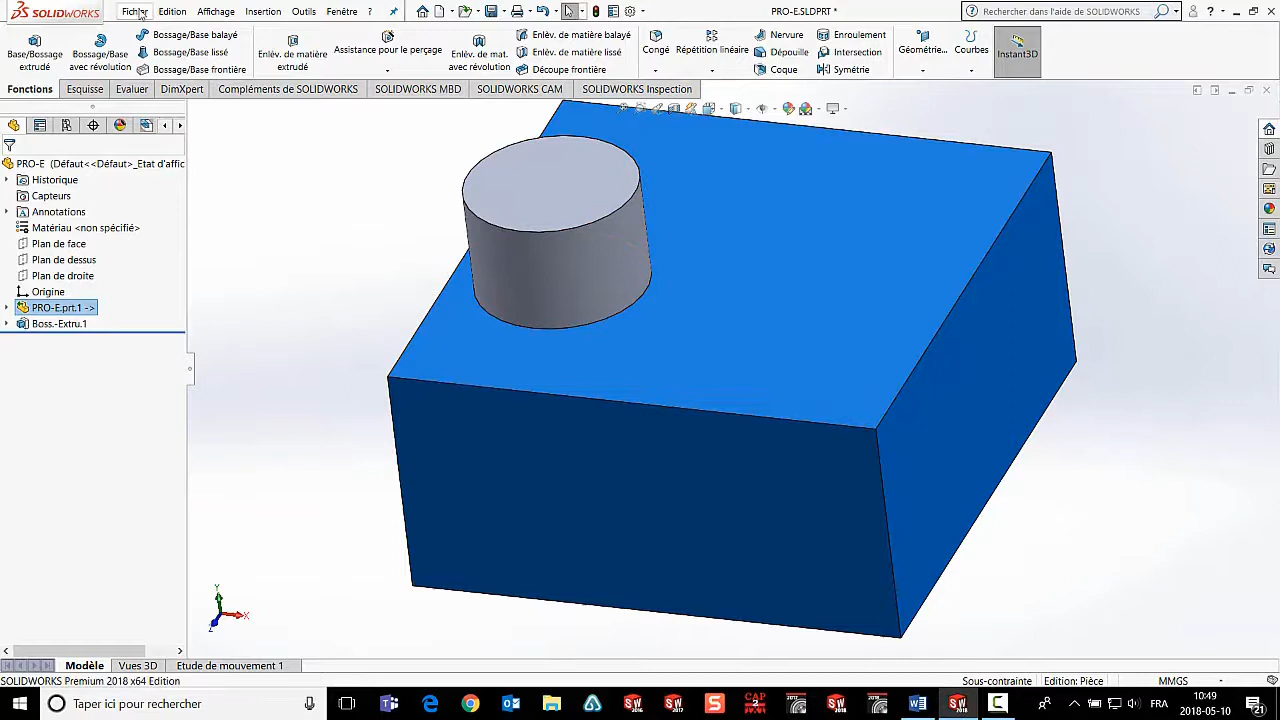 SOLIDWORKS Fichier Edition Affichage Insertion Outils Fenêtre ? PRO-E.SLDPRT * Rechercher dans l'aide de SOLIDWORKS ?
Base/Bossage extrudé
Bossage/Base avec révolution
Bossage/Base balayé
Bossage/Base lissé
Bossage/Base frontière
Enlèv. de matière extrudé
Assistance pour le perçage
Enlèv. de mat. avec révolution
Enlèv. de matière balayé
Enlèv. de matière lissé
Découpe frontière
Congé
Répétition linéaire
Nervure
Dépouille
Coque
Enroulement
Intersection
Symétrie
Géométrie...
Courbes
Instant3D
Fonctions Esquisse Evaluer DimXpert Compléments de SOLIDWORKS SOLIDWORKS MBD SOLIDWORKS CAM SOLIDWORKS Inspection
PRO-E (Défaut<<Défaut>_Etat d'affic
Historique
Capteurs
Annotations
Matériau <non spécifié>
Plan de face
Plan de dessus
Plan de droite
Origine
PRO-E.prt.1 ->
Boss.-Extru.1
Y
X
Z
Modèle Vues 3D Etude de mouvement 1
SOLIDWORKS Premium 2018 x64 Edition Sous-contrainte Edition: Pièce MMGS
Taper ici pour rechercher FRA 10:49
2018-05-10
21